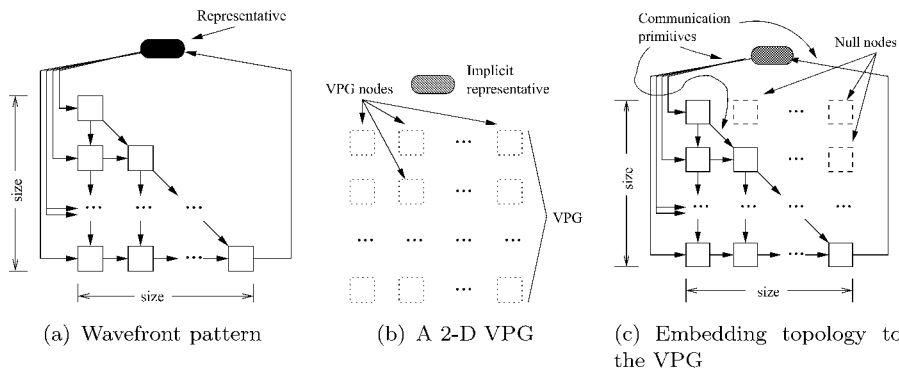 Representative
size
size
(a) Wavefront pattern
Implicit
representative
VPG nodes
VPG
(b) A 2-D VPG
Communication
primitives
Null nodes
size
size
(c) Embedding topology to
the VPG